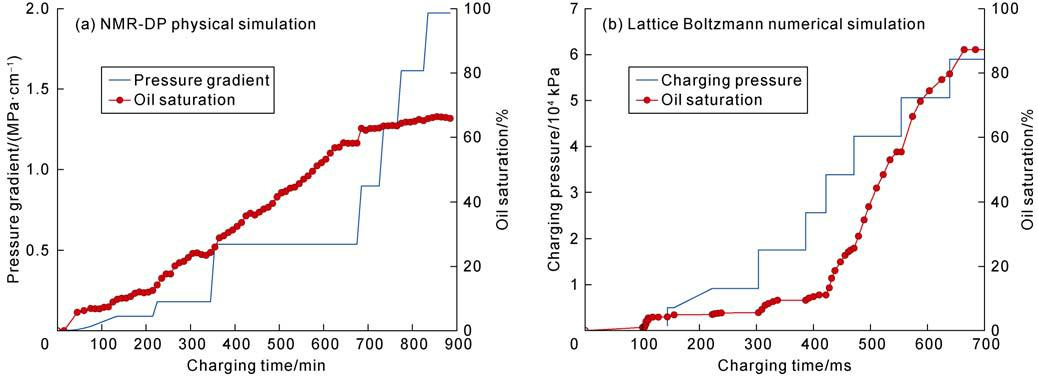 (a) NMR-DP physical simulation
Pressure gradient
Oil saturation
Pressure gradient/(MPa·cm⁻¹)
2.0
1.5
1.0
0.5
0
100
80
60
40
20
0
Oil saturation/%
0 100 200 300 400 500 600 700 800 900
Charging time/min
(b) Lattice Boltzmann numerical simulation
Charging pressure
Oil saturation
Charging pressure/10⁴ kPa
7
6
5
4
3
2
1
0
100
80
60
40
20
0
Oil saturation/%
0 100 200 300 400 500 600 700
Charging time/ms